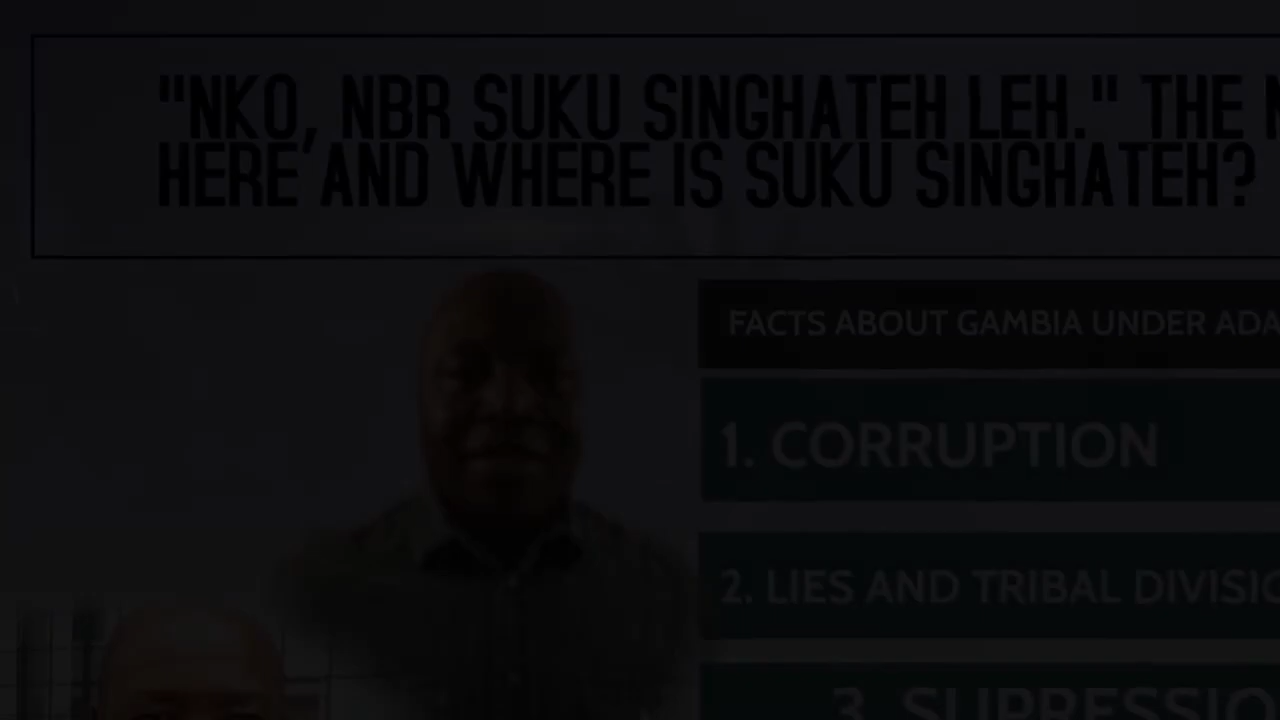 "NKO, NBR SUKU SINGHATEH LEH." THE
HERE AND WHERE IS SUKU SINGHATEH?
FACTS ABOUT GAMBIA UNDER
1. CORRUPTION
2. LIES AND TRIBAL
3.